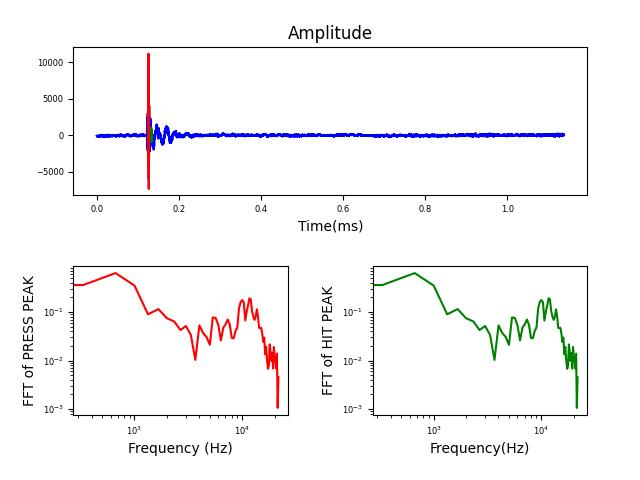 Amplitude
10000
5000
0
−5000
0.0 0.2 0.4 0.6 0.8 1.0
Time(ms)
FFT of PRESS PEAK
10⁻¹
10⁻²
10⁻³
10³ 10⁴
Frequency (Hz)
FFT of HIT PEAK
10⁻¹
10⁻²
10⁻³
10³ 10⁴
Frequency(Hz)